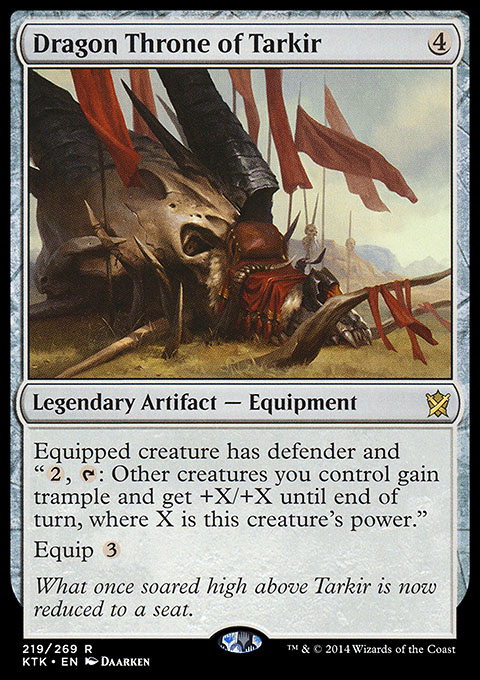 Dragon Throne of Tarkir 4
Legendary Artifact — Equipment
Equipped creature has defender and
“2, : Other creatures you control gain
trample and get +X/+X until end of
turn, where X is this creature’s power.”
Equip 3
What once soared high above Tarkir is now
reduced to a seat.
219/269 R
KTK • EN Daarken
™ & © 2014 Wizards of the Coast